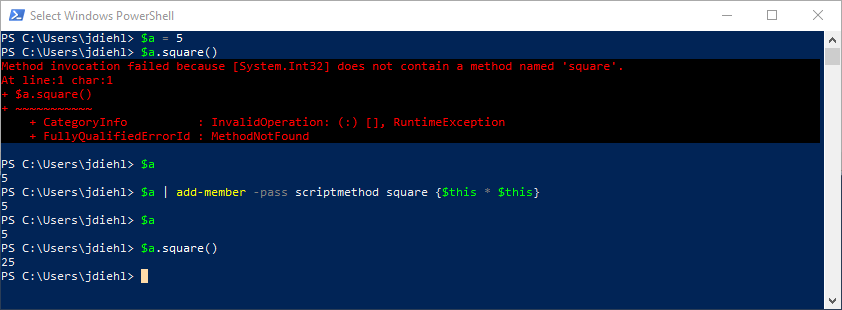 Select Windows PowerShell
PS C:\Users\jdiehl> $a = 5
PS C:\Users\jdiehl> $a.square()
Method invocation failed because [System.Int32] does not contain a method named 'square'.
At line:1 char:1
+ $a.square()
+ ~~~~~~~~~~~
    + CategoryInfo          : InvalidOperation: (:) [], RuntimeException
    + FullyQualifiedErrorId : MethodNotFound

PS C:\Users\jdiehl> $a
5
PS C:\Users\jdiehl> $a | add-member -pass scriptmethod square {$this * $this}
5
PS C:\Users\jdiehl> $a
5
PS C:\Users\jdiehl> $a.square()
25
PS C:\Users\jdiehl>